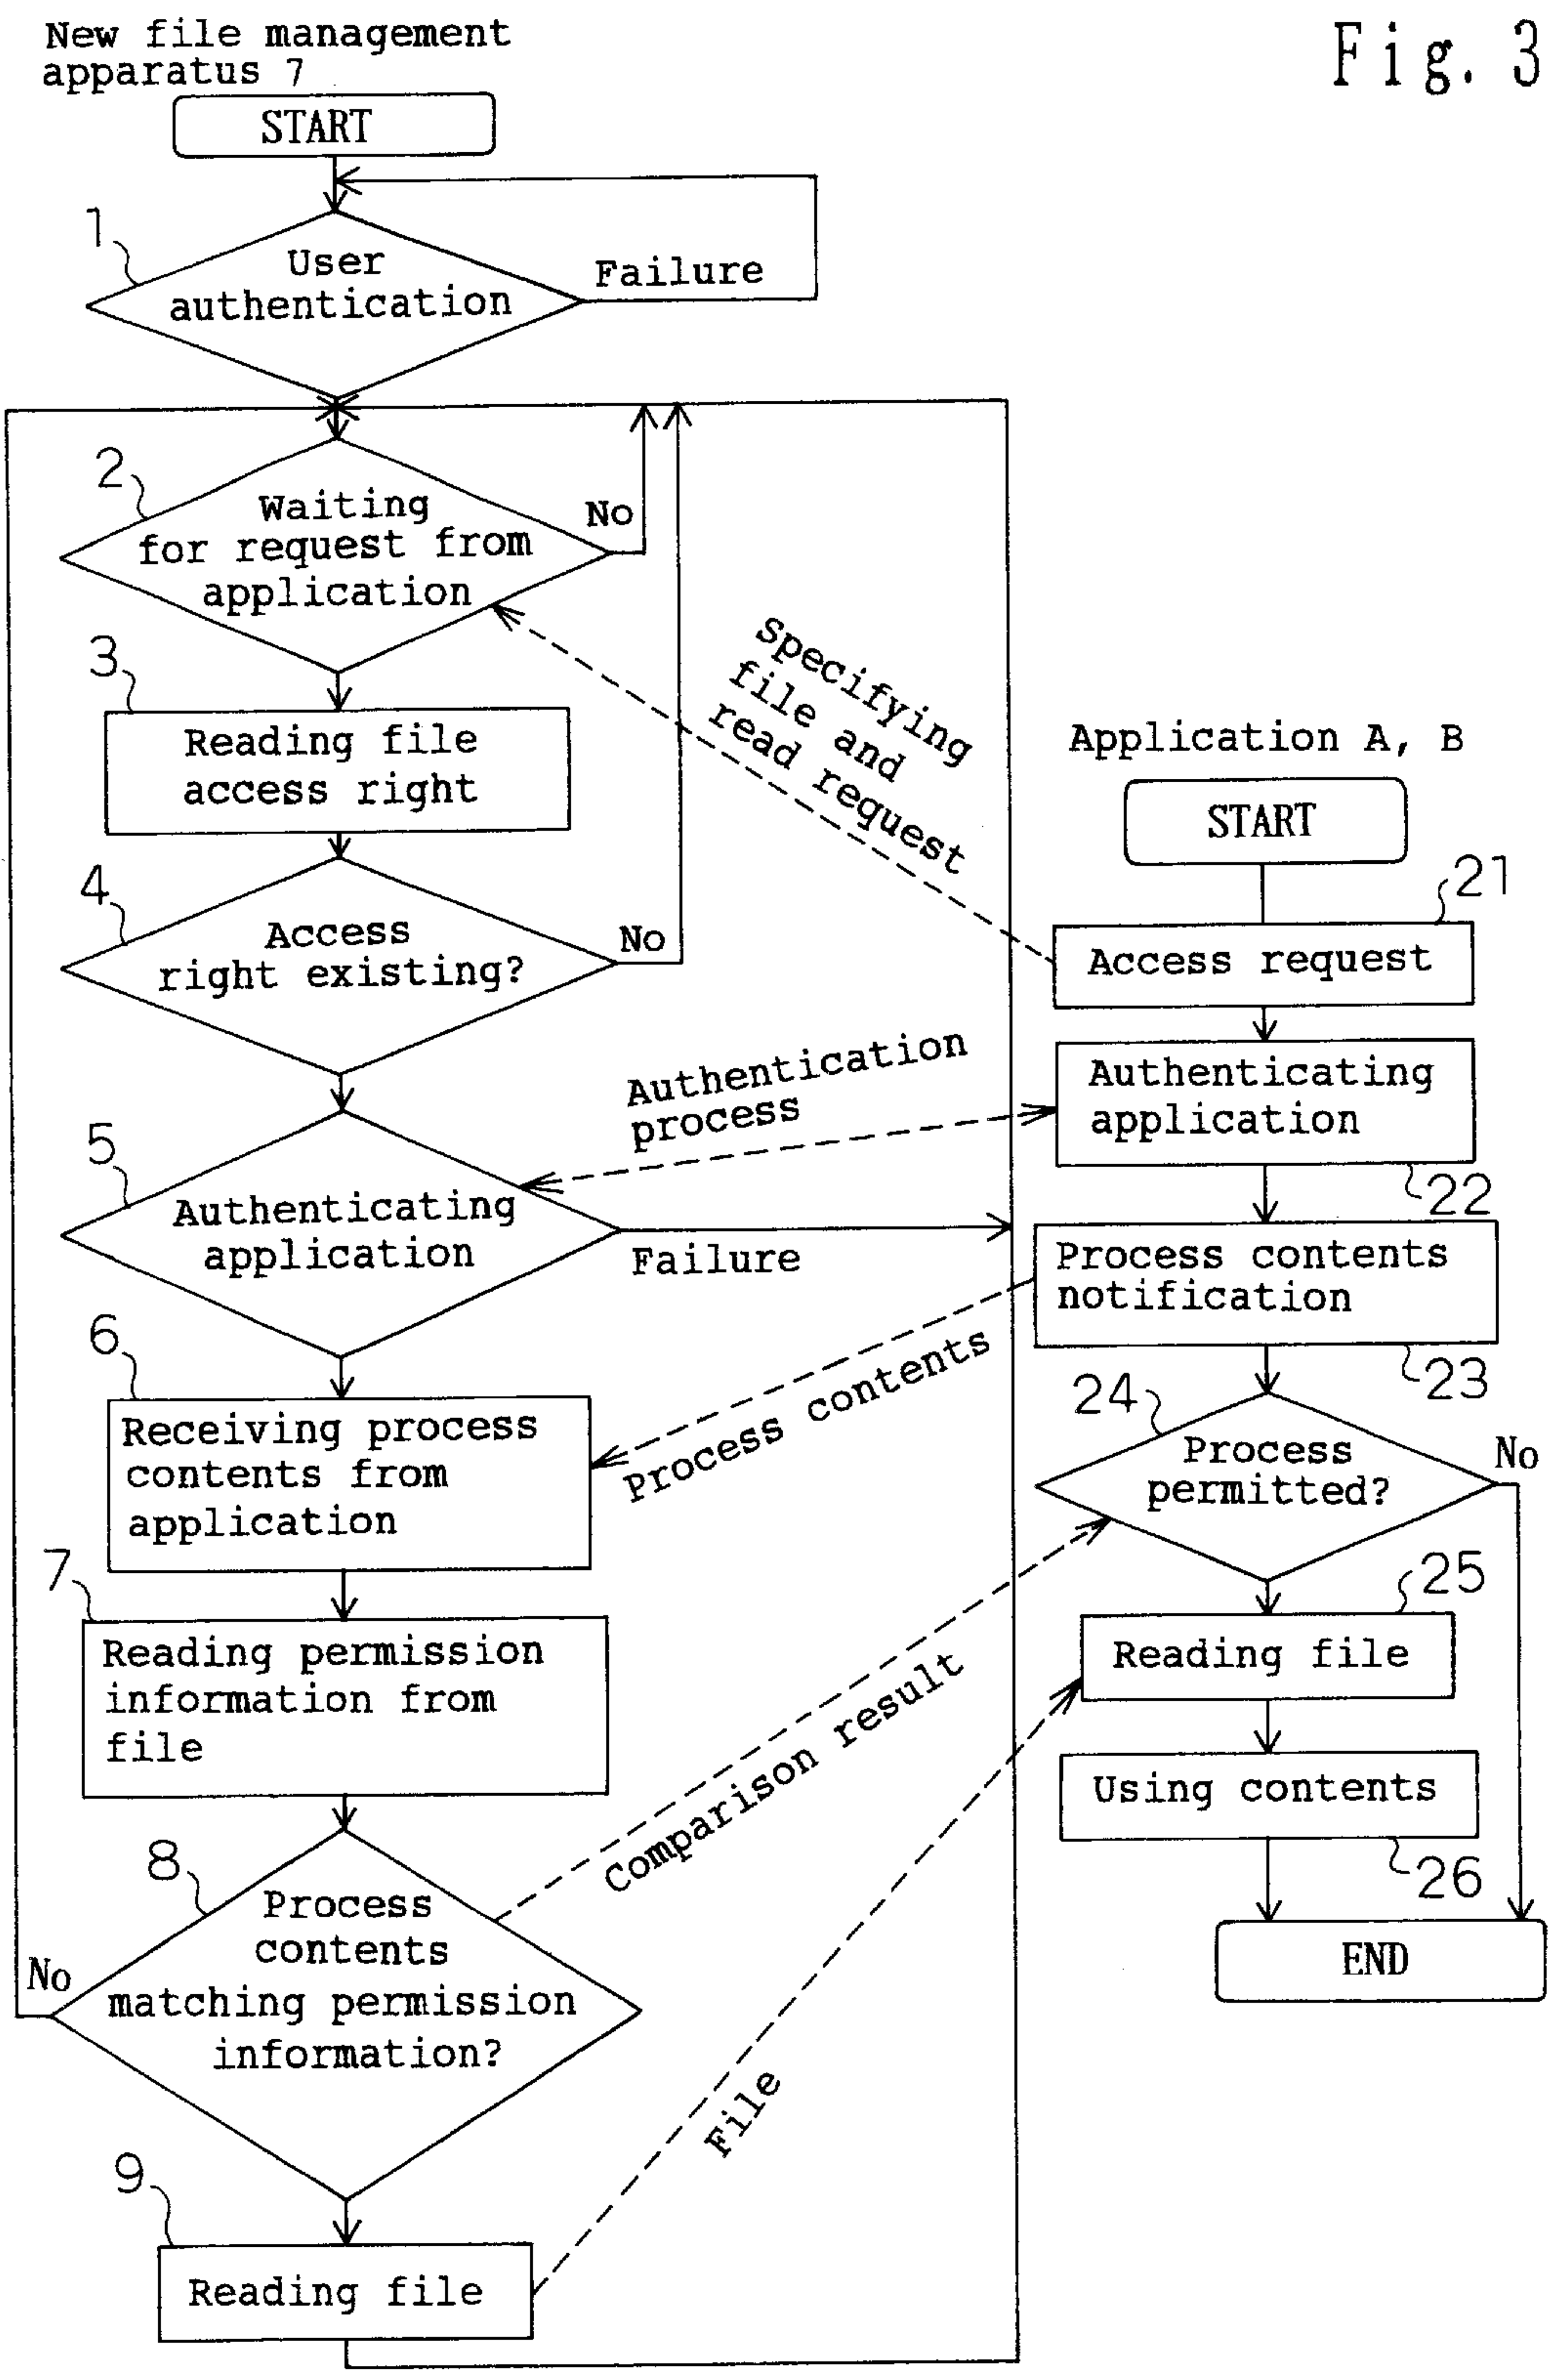 New file management
apparatus 7
Fig. 3
START
1
User
authentication
Failure
2
Waiting
for request from
application
No
3
Reading file
access right
4
Access
right existing?
No
5
Authenticating
application
Failure
6
Receiving process
contents from
application
7
Reading permission
information from
file
8
Process
contents
matching permission
information?
No
9
Reading file
specifying
file and
read request
Authentication
process
Process contents
Comparison result
File
Application A, B
START
21
Access request
Authenticating
application
22
Process contents
notification
23
24
Process
permitted?
No
25
Reading file
Using contents
26
END